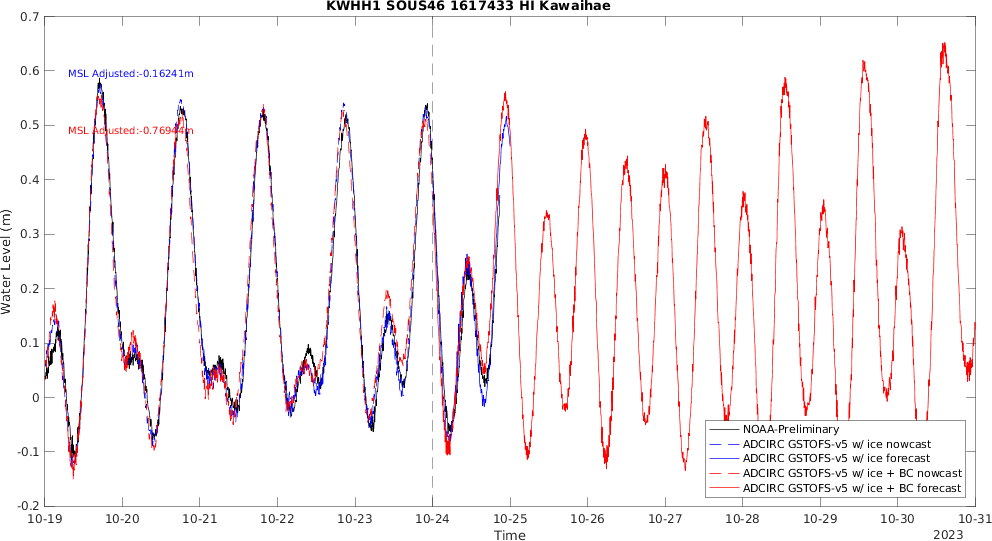 KWHH1 SOUS46 1617433 HI Kawaihae
MSL Adjusted:-0.16241m
MSL Adjusted:-0.76944m
Water Level (m)
0.7
0.6
0.5
0.4
0.3
0.2
0.1
0
-0.1
-0.2
NOAA-Preliminary
ADCIRC GSTOFS-v5 w/ ice nowcast
ADCIRC GSTOFS-v5 w/ ice forecast
ADCIRC GSTOFS-v5 w/ ice + BC nowcast
ADCIRC GSTOFS-v5 w/ ice + BC forecast
10-19 10-20 10-21 10-22 10-23 10-24 10-25 10-26 10-27 10-28 10-29 10-30 10-31
Time
2023